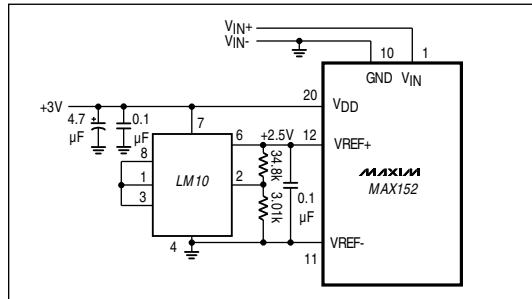 VIN+
VIN-
10
1
GND
VIN
+3V
20
VDD
4.7
µF
0.1
µF
7
6
+2.5V
12
VREF+
8
34.8k
MAXIM
1
LM10
2
MAX152
3
3.01k
0.1
µF
4
VREF-
11